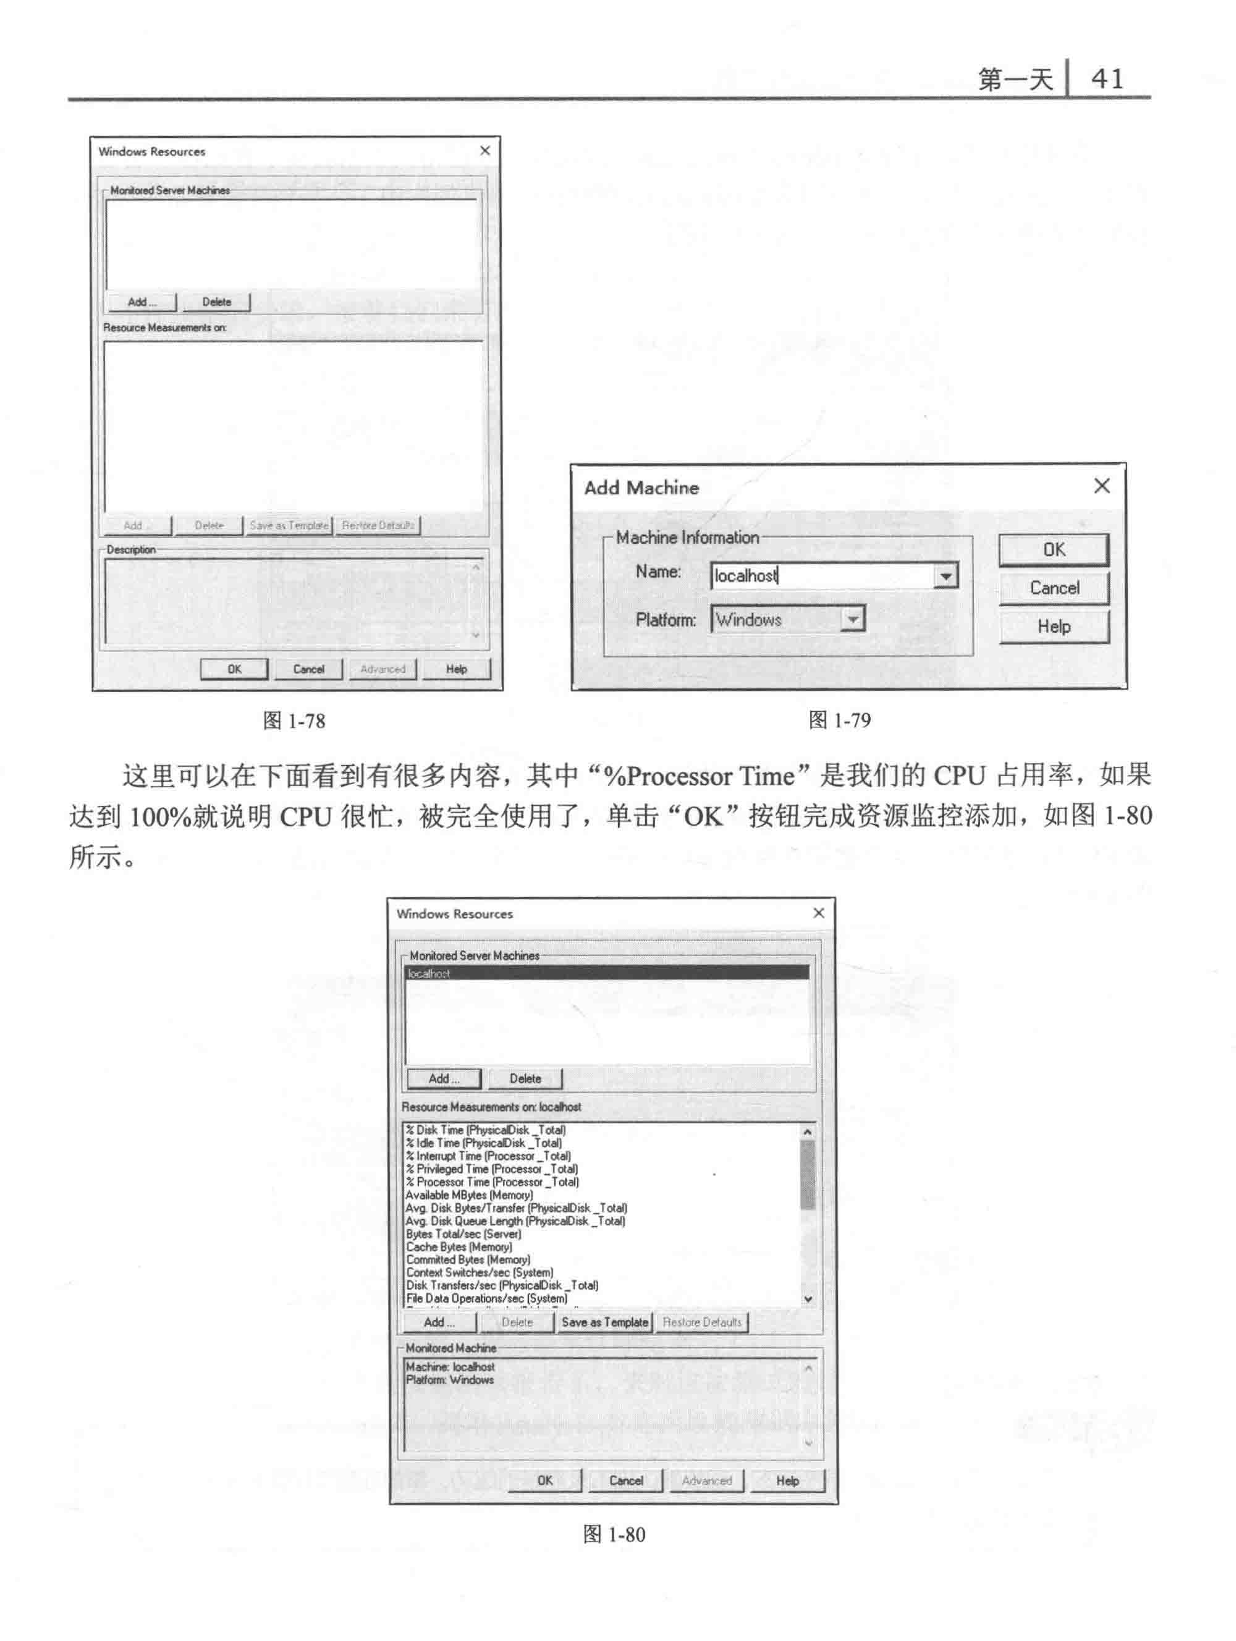 第一天 41
Windows Resources
Monitored Server Machines
Add ... Delete
Resource Measurements on:
Add ... Delete Save as Template Restore Defaults
Description
OK Cancel Advanced Help
图 1-78
Add Machine
Machine Information
Name: localhost
Platform: Windows
OK
Cancel
Help
图 1-79
这里可以在下面看到有很多内容，其中“%Processor Time”是我们的 CPU 占用率，如果
达到 100%就说明 CPU 很忙，被完全使用了，单击“OK”按钮完成资源监控添加，如图 1-80
所示。
Windows Resources
Monitored Server Machines
localhost
Add ... Delete
Resource Measurements on: localhost
% Disk Time (PhysicalDisk _Total)
% Idle Time (PhysicalDisk _Total)
% Interrupt Time (Processor _Total)
% Privileged Time (Processor _Total)
% Processor Time (Processor _Total)
Available MBytes (Memory)
Avg. Disk Bytes/Transfer (PhysicalDisk _Total)
Avg. Disk Queue Length (PhysicalDisk _Total)
Bytes Total/sec (Server)
Cache Bytes (Memory)
Committed Bytes (Memory)
Context Switches/sec (System)
Disk Transfers/sec (PhysicalDisk _Total)
File Data Operations/sec (System)
Add ... Delete Save as Template Restore Defaults
Monitored Machine
Machine: localhost
Platform: Windows
OK Cancel Advanced Help
图 1-80